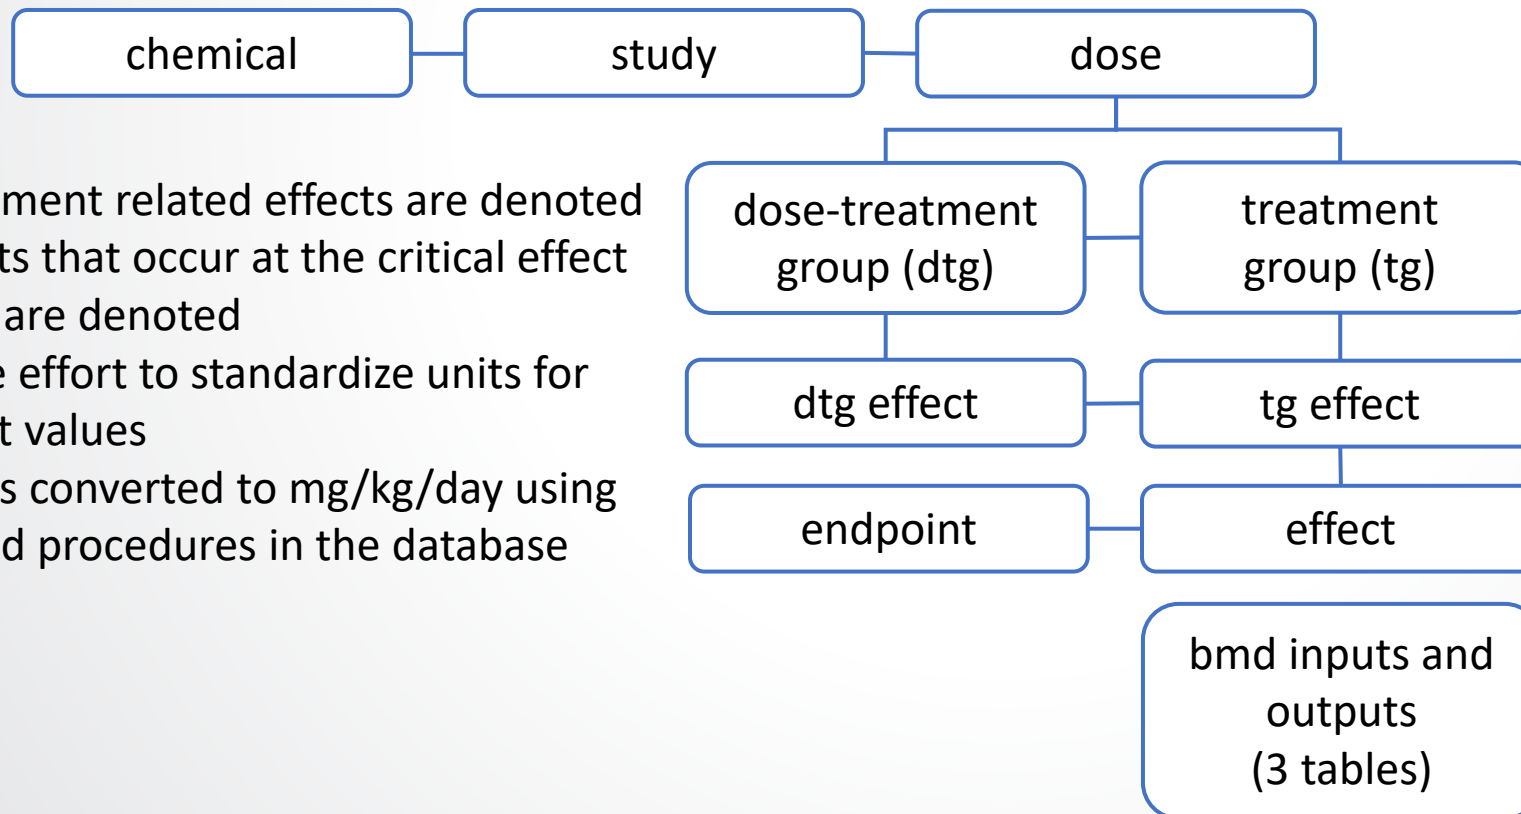 chemical
study
dose
ment related effects are denoted
ts that occur at the critical effect
are denoted
e effort to standardize units for
t values
s converted to mg/kg/day using
d procedures in the database
dose-treatment
group (dtg)
treatment
group (tg)
dtg effect
tg effect
endpoint
effect
bmd inputs and
outputs
(3 tables)